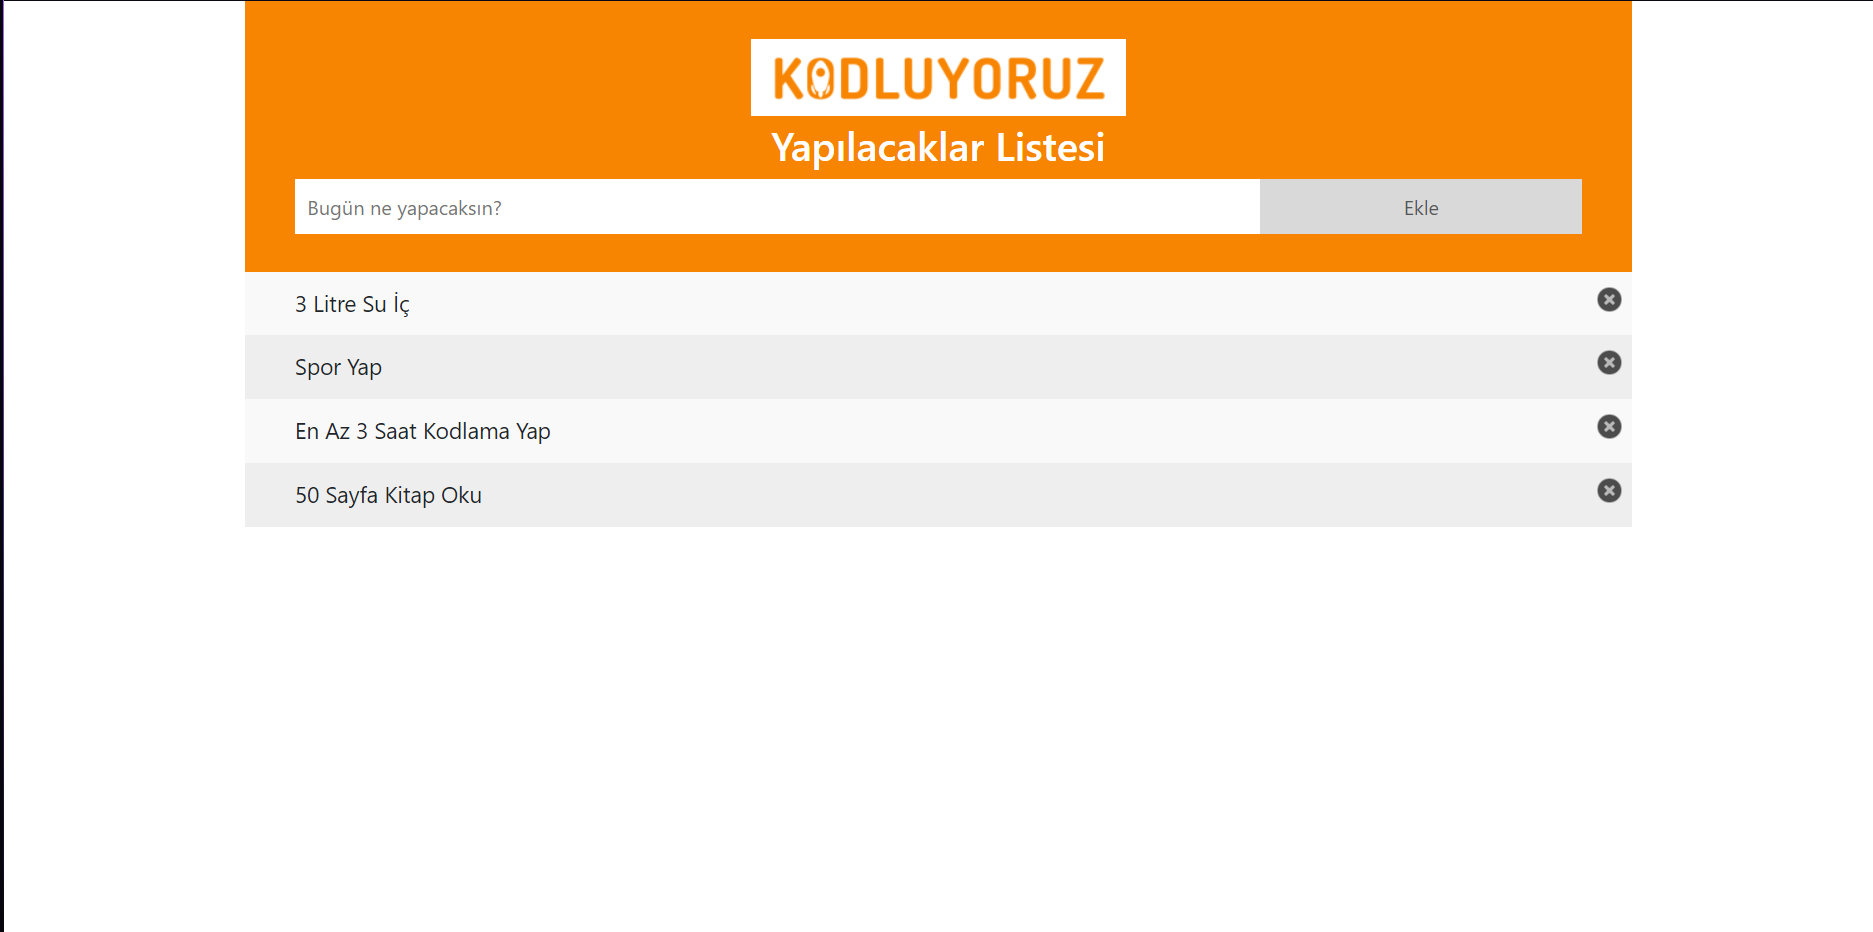 KODLUYORUZ
Yapılacaklar Listesi
Bugün ne yapacaksın?
Ekle
3 Litre Su İç
Spor Yap
En Az 3 Saat Kodlama Yap
50 Sayfa Kitap Oku